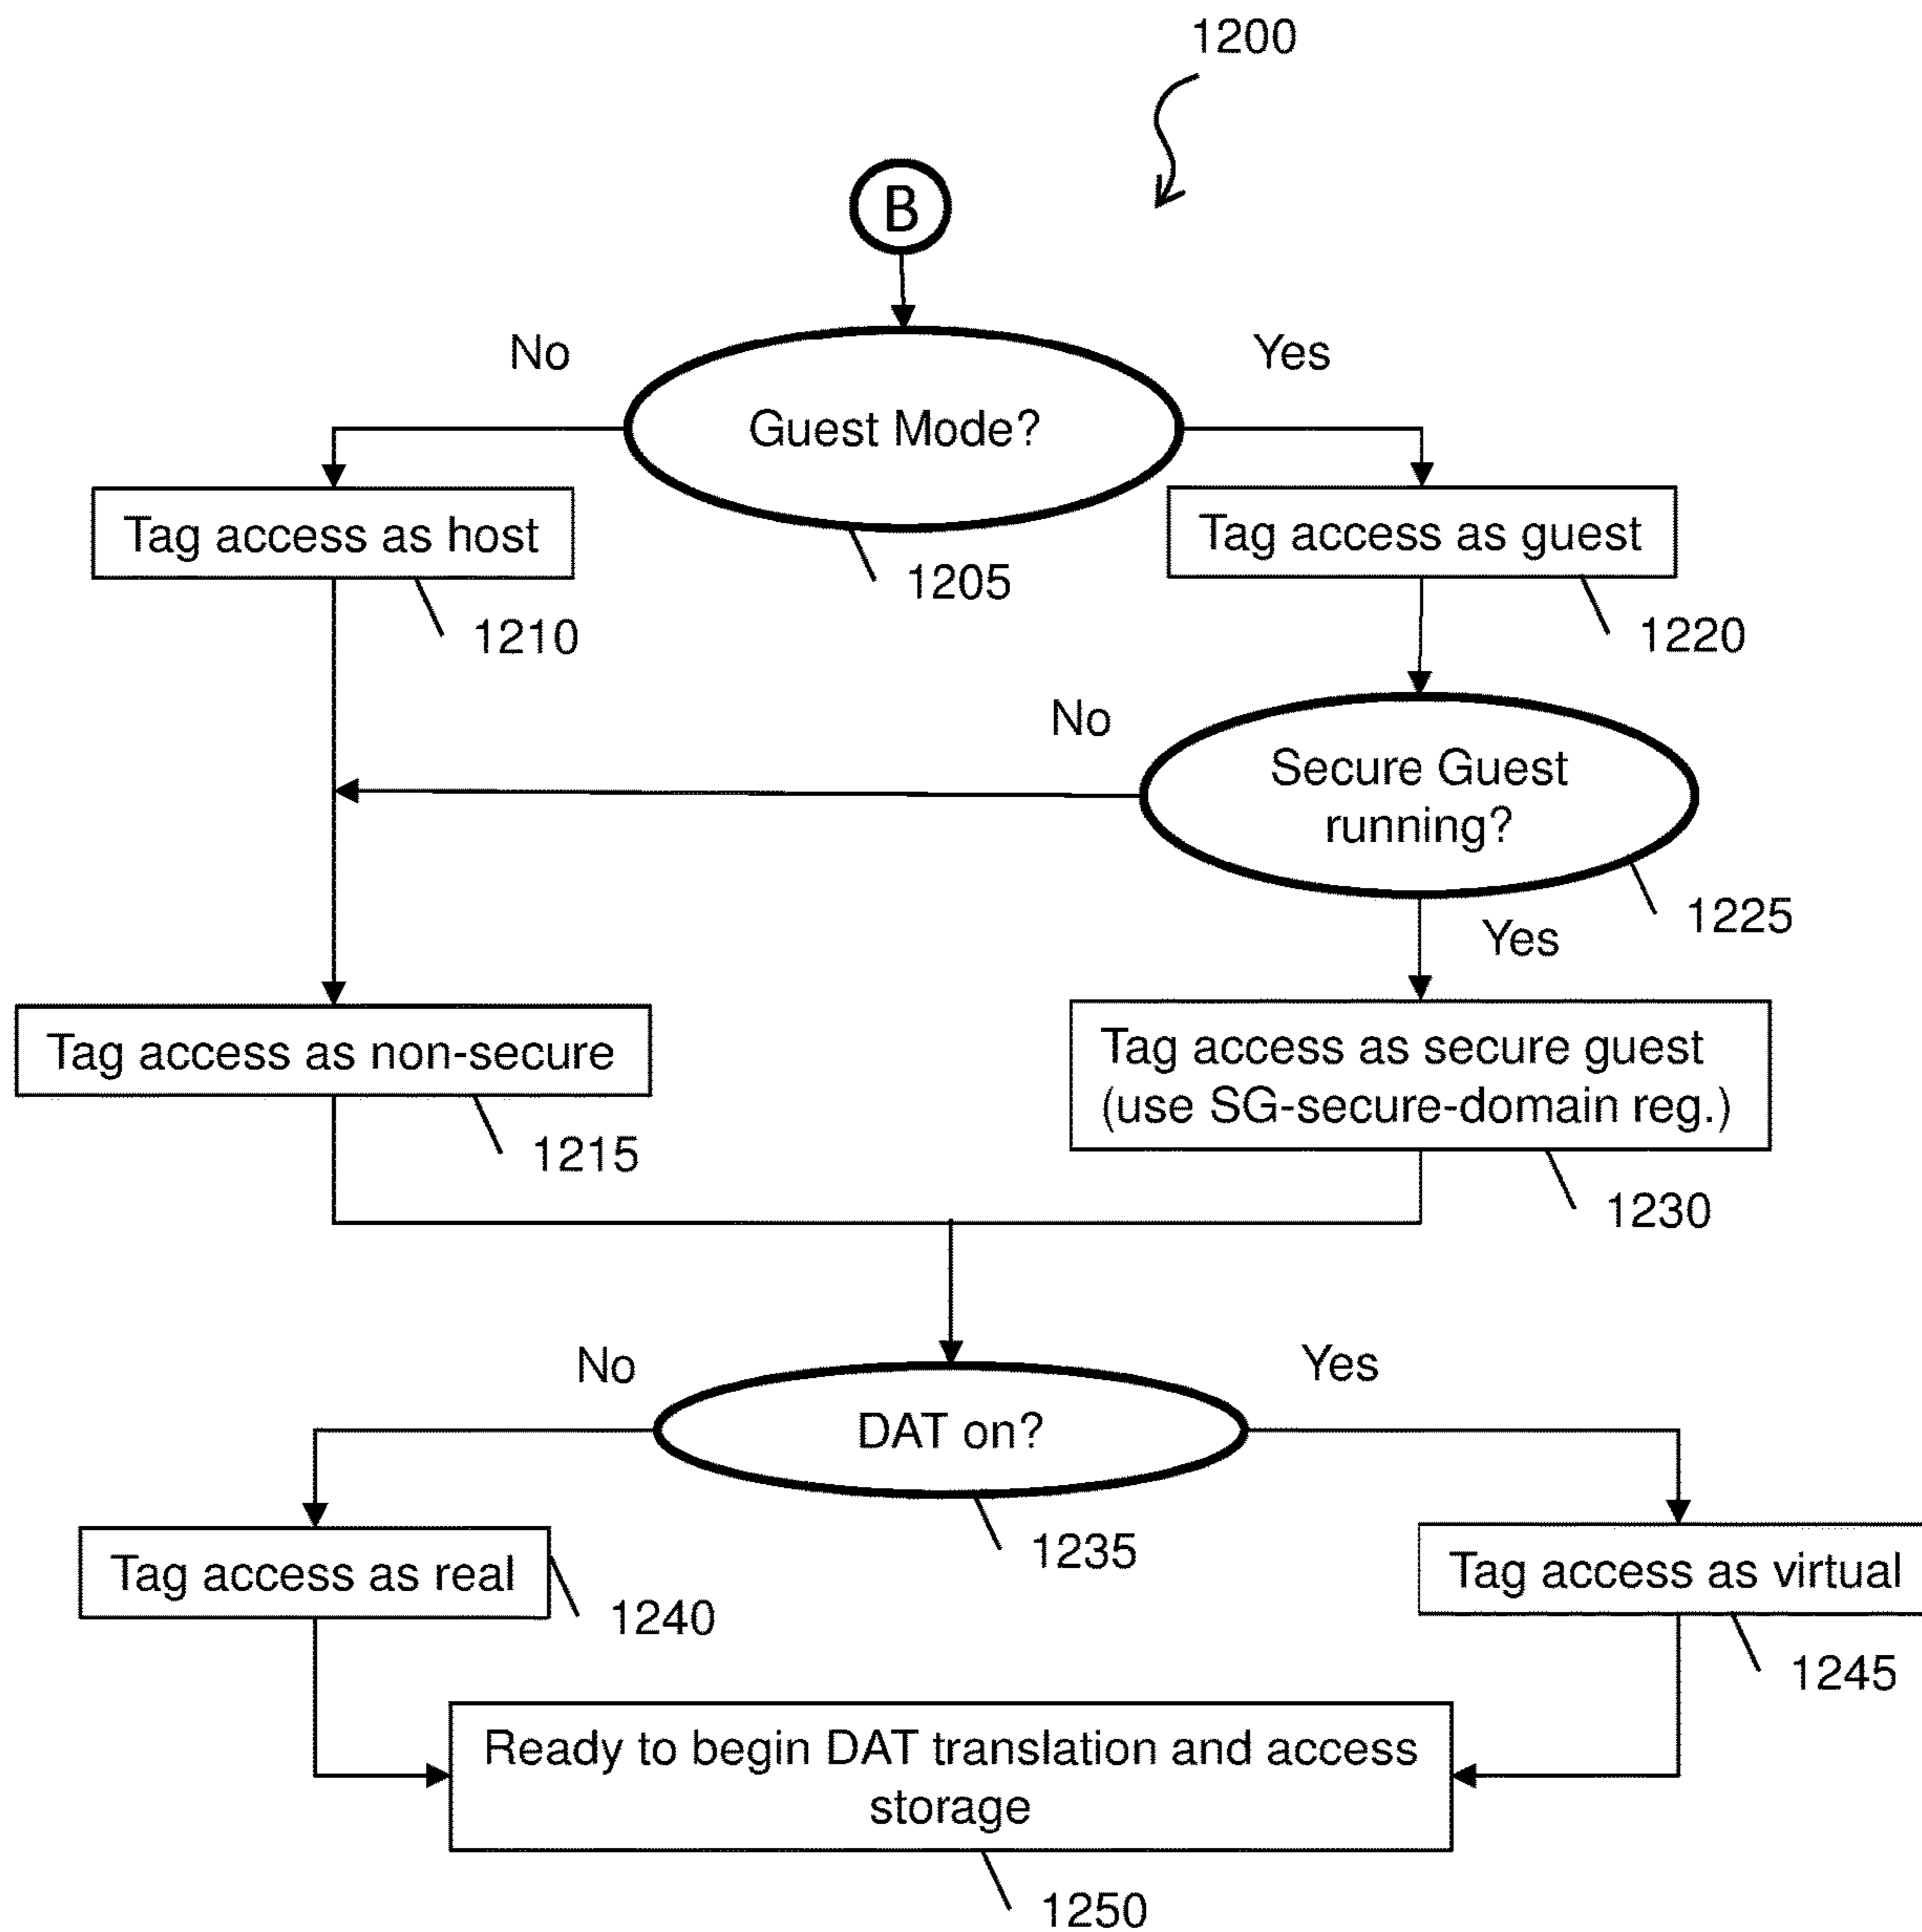 1200
B
No
Yes
Guest Mode?
Tag access as host
Tag access as guest
1205
1210
1220
No
Secure Guest
running?
1225
Yes
Tag access as non-secure
Tag access as secure guest
(use SG-secure-domain reg.)
1215
1230
No
Yes
DAT on?
1235
Tag access as real
Tag access as virtual
1240
1245
Ready to begin DAT translation and access
storage
1250